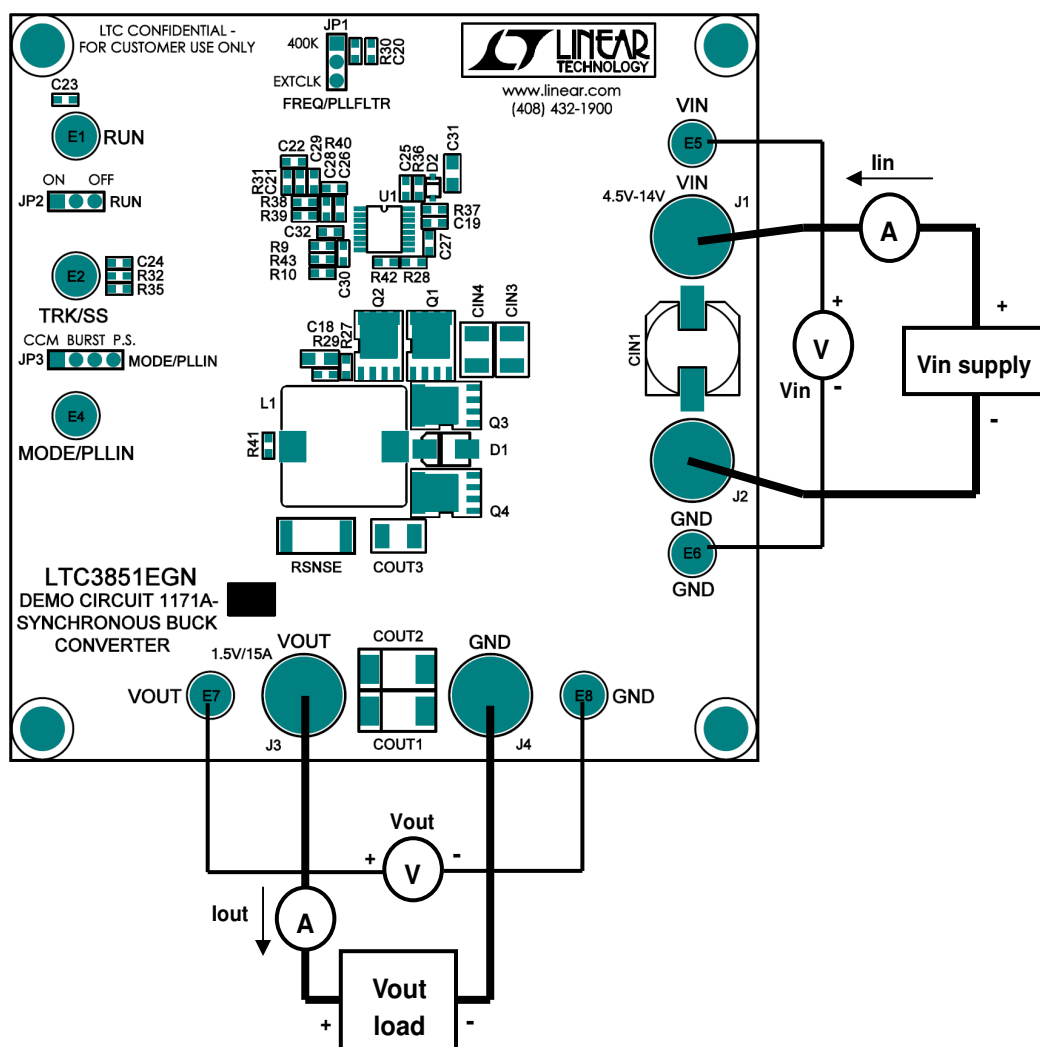 LTC CONFIDENTIAL -
FOR CUSTOMER USE ONLY
JP1
400K
EXTCLK
R30
C20
FREQ/PLLFLTR
LINEAR
TECHNOLOGY
www.linear.com
(408) 432-1900
C23
E1
RUN
ON OFF
JP2
RUN
E2
TRK/SS
C24
R32
R35
CCM BURST P.S.
JP3
MODE/PLLIN
E4
MODE/PLLIN
C22
C29
R40
C28
C26
R31
C21
R38
R39
C32
R9
R43
R10
C30
U1
C25
R36
D2
C31
R37
C19
C27
R42
R28
Q2
Q1
CIN4
CIN3
C18
R29
R27
L1
R41
Q3
D1
Q4
RSNSE
COUT3
VIN
E5
VIN
4.5V-14V
J1
CIN1
J2
GND
E6
GND
Iin
A
+
V
-
Vin
+
Vin supply
-
LTC3851EGN
DEMO CIRCUIT 1171A-
SYNCHRONOUS BUCK
CONVERTER
1.5V/15A
VOUT
COUT2
GND
VOUT
E7
E8
GND
J3
COUT1
J4
Vout
+
V
-
Iout
A
Vout
load
+
-